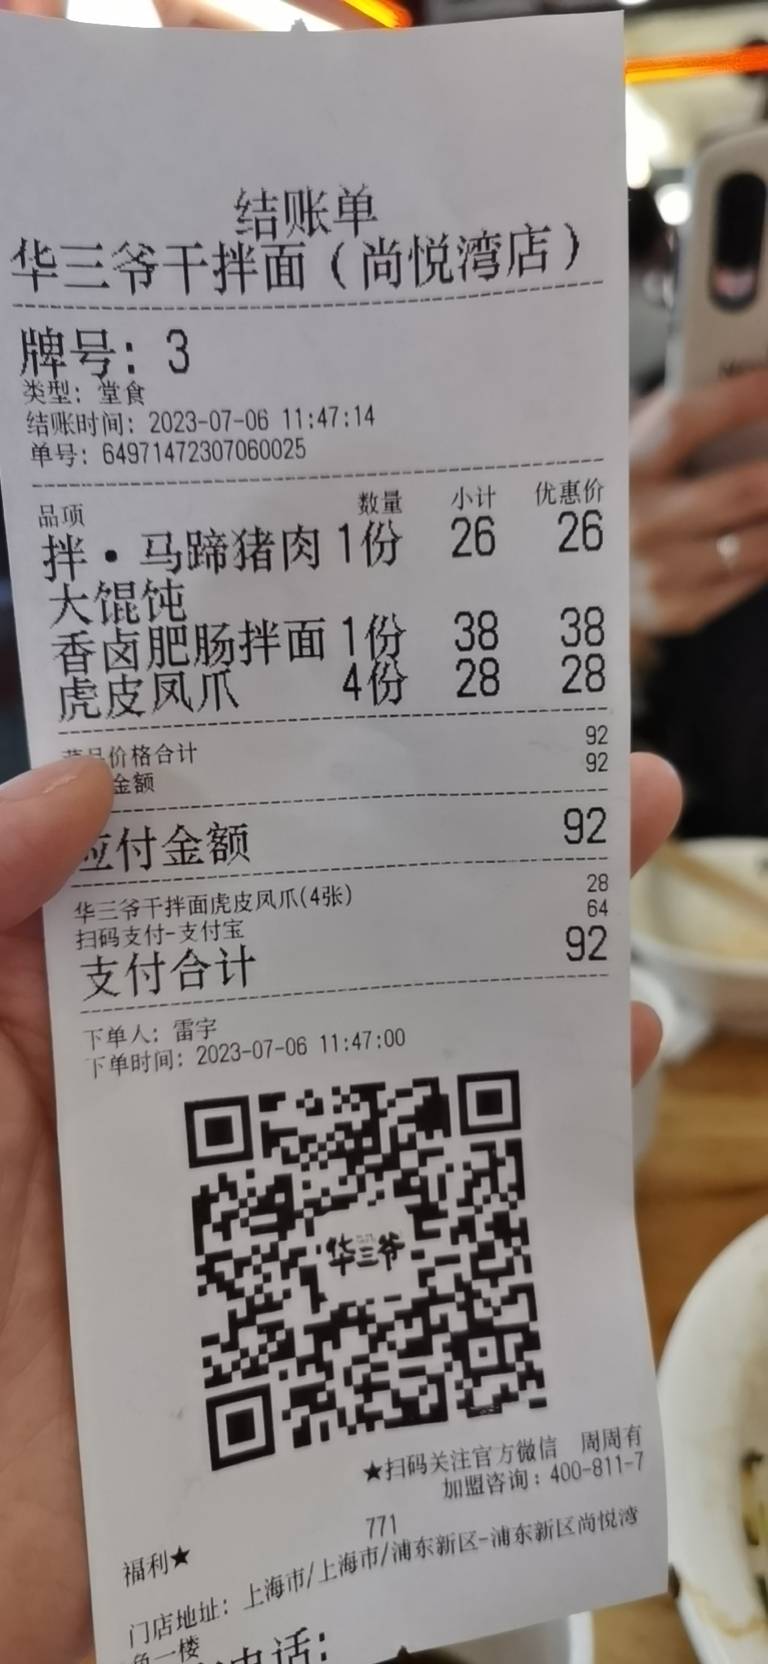 结账单
华三爷干拌面（尚悦湾店）
牌号: 3
类型: 堂食
结账时间: 2023-07-06 11:47:14
单号: 64971472307060025
品项 数量 小计 优惠价
拌·马蹄猪肉 1份 26 26
大馄饨
香卤肥肠拌面 1份 38 38
虎皮凤爪 4份 28 28
菜品价格合计 92
金额 92
应付金额 92
华三爷干拌面虎皮凤爪(4张) 28
扫码支付-支付宝 64
支付合计 92
下单人: 雷宇
下单时间: 2023-07-06 11:47:00
华三爷
★扫码关注官方微信 周周有
福利★
加盟咨询: 400-811-7
771
门店地址: 上海市/上海市/浦东新区-浦东新区尚悦湾
一楼
电话: